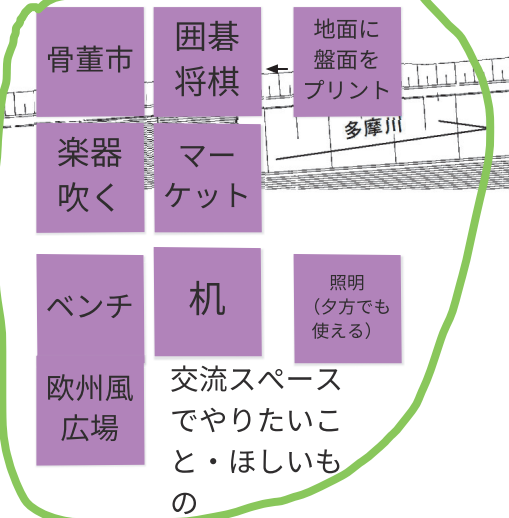 骨董市
囲碁
将棋
地面に
盤面を
プリント
多摩川
楽器
吹く
マー
ケット
ベンチ
机
照明
（夕方でも
使える）
欧州風
広場
交流スペース
でやりたいこ
と・ほしいも
の